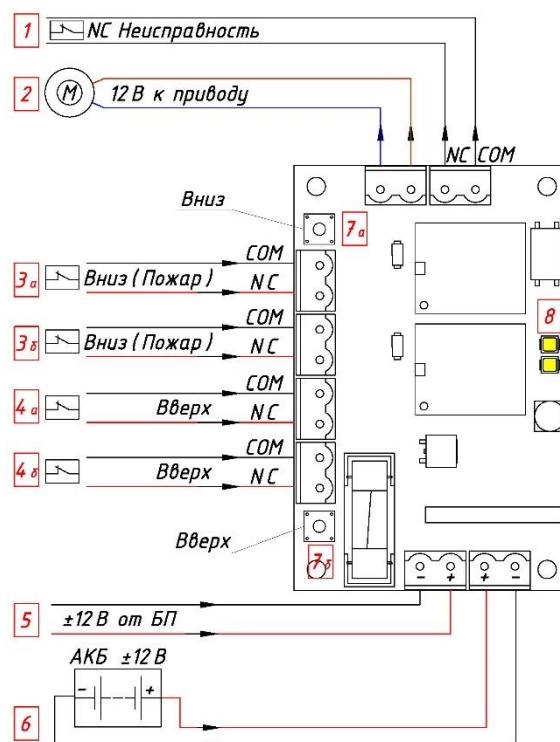 1 NC Неисправность
2 М 12 В к приводу
NC COM
Вниз
7а
COM
3а Вниз (Пожар) NC
8
COM
3б Вниз (Пожар) NC
COM
4а Вверх NC
COM
4б Вверх NC
Вверх
7б
- + + -
5 ±12 В от БП
АКБ ±12 В
- +
6